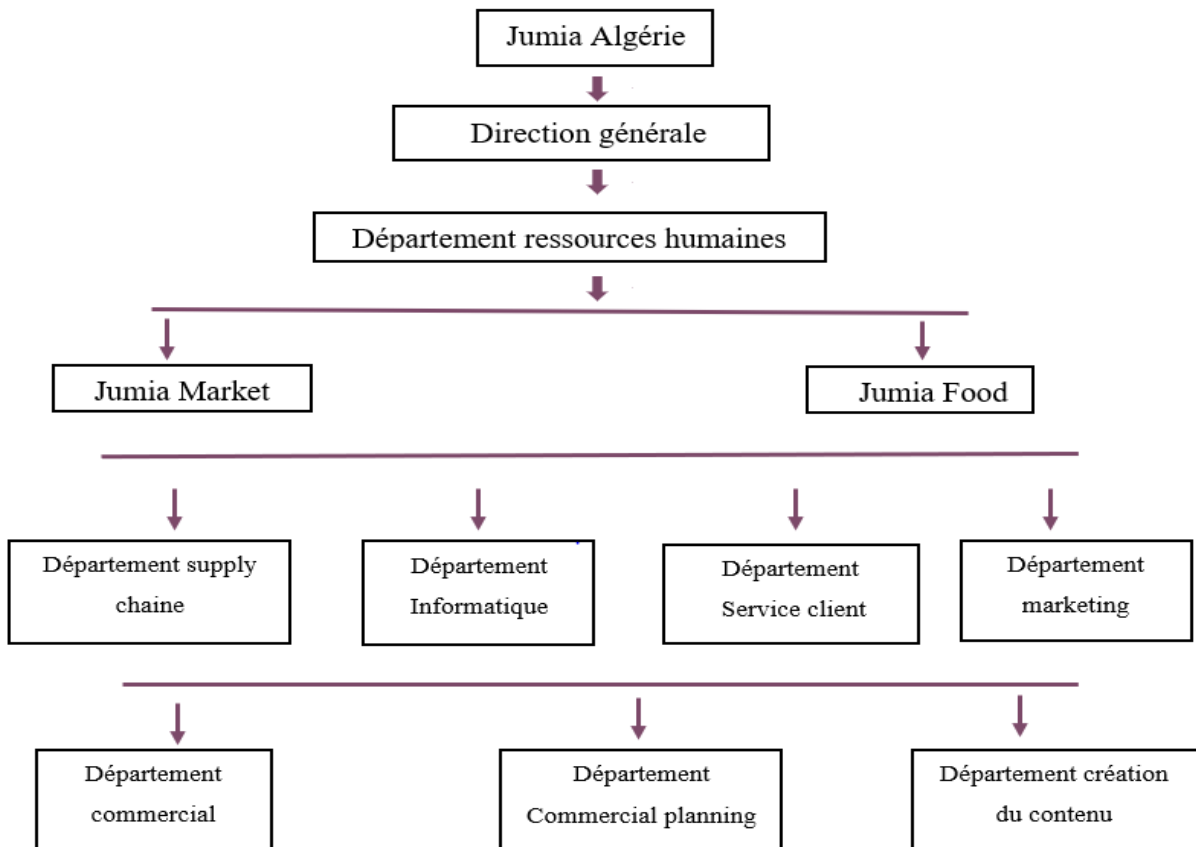 Jumia Algérie
Direction générale
Département ressources humaines
Jumia Market
Jumia Food
Département supply
chaine
Département
Informatique
Département
Service client
Département
marketing
Département
commercial
Département
Commercial planning
Département création
du contenu